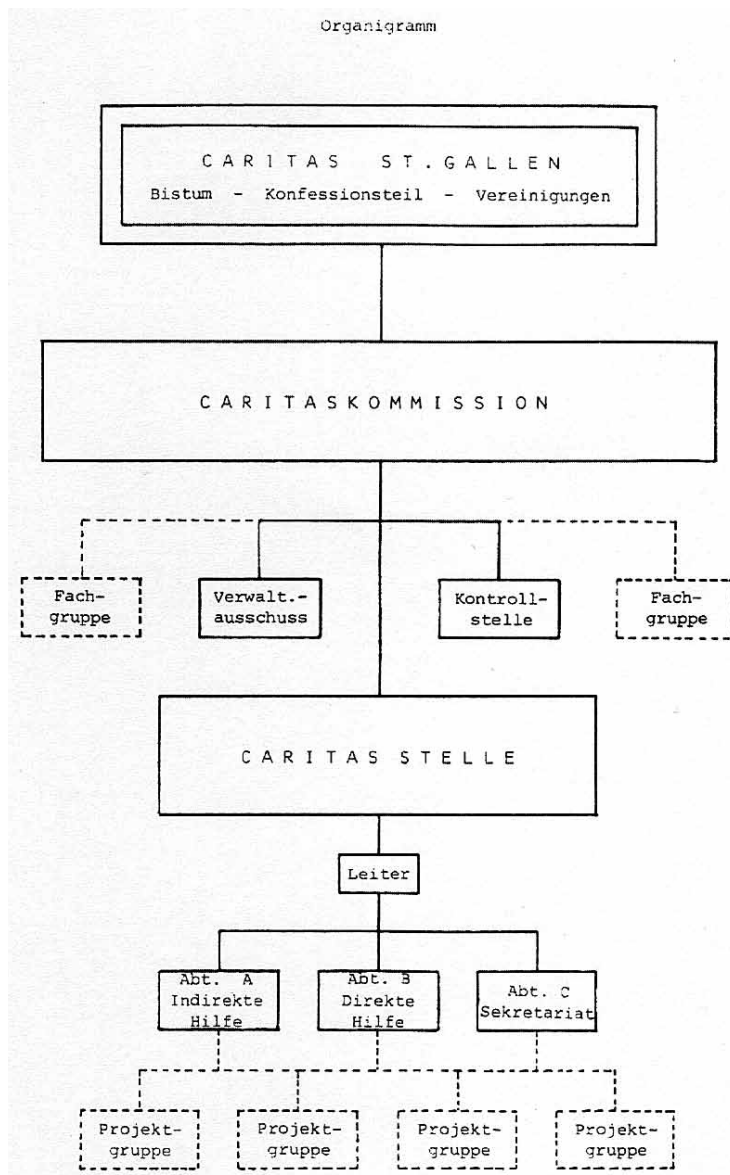 Organigramm
CARITAS ST.GALLEN
Bistum - Konfessionsteil - Vereinigungen
CARITASKOMMISSION
Fach-
gruppe
Verwalt.-
ausschuss
Kontroll-
stelle
Fach-
gruppe
CARITAS STELLE
Leiter
Abt. A
Indirekte
Hilfe
Abt. B
Direkte
Hilfe
Abt. C
Sekretariat
Projekt-
gruppe
Projekt-
gruppe
Projekt-
gruppe
Projekt-
gruppe